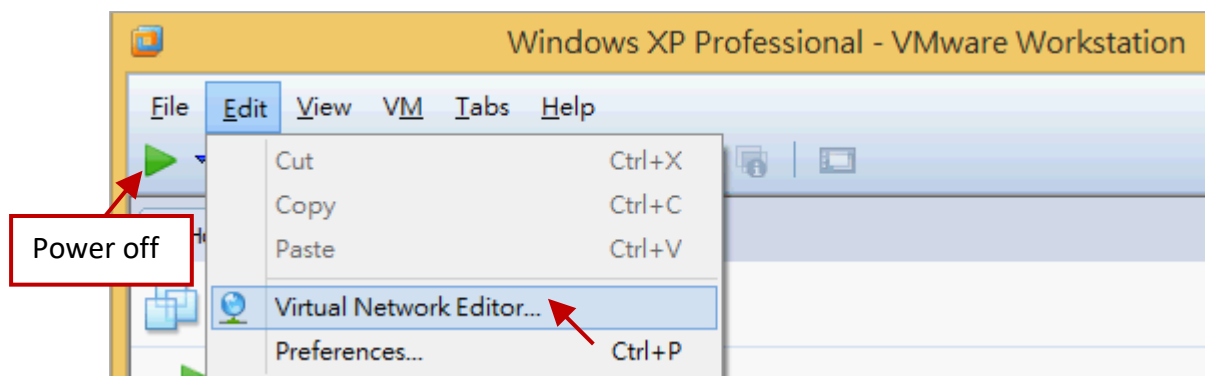 Windows XP Professional - VMware Workstation
File Edit View VM Tabs Help
Cut Ctrl+X
Copy Ctrl+C
Power off
Paste Ctrl+V
Virtual Network Editor...
Preferences... Ctrl+P